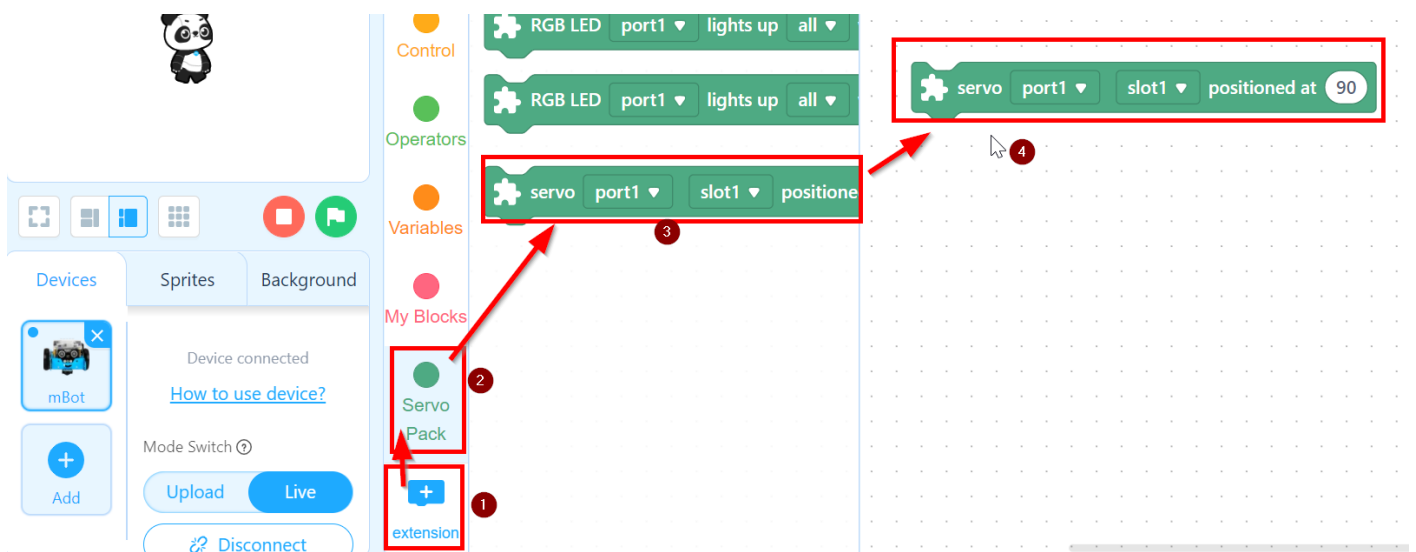 Devices
Sprites
Background
mBot
Add
Device connected
How to use device?
Mode Switch ?
Upload
Live
Disconnect
Control
Operators
Variables
My Blocks
Servo
Pack
2
+
extension
1
RGB LED port1 lights up all
RGB LED port1 lights up all
servo port1 slot1 positione
3
servo port1 slot1 positioned at 90
4